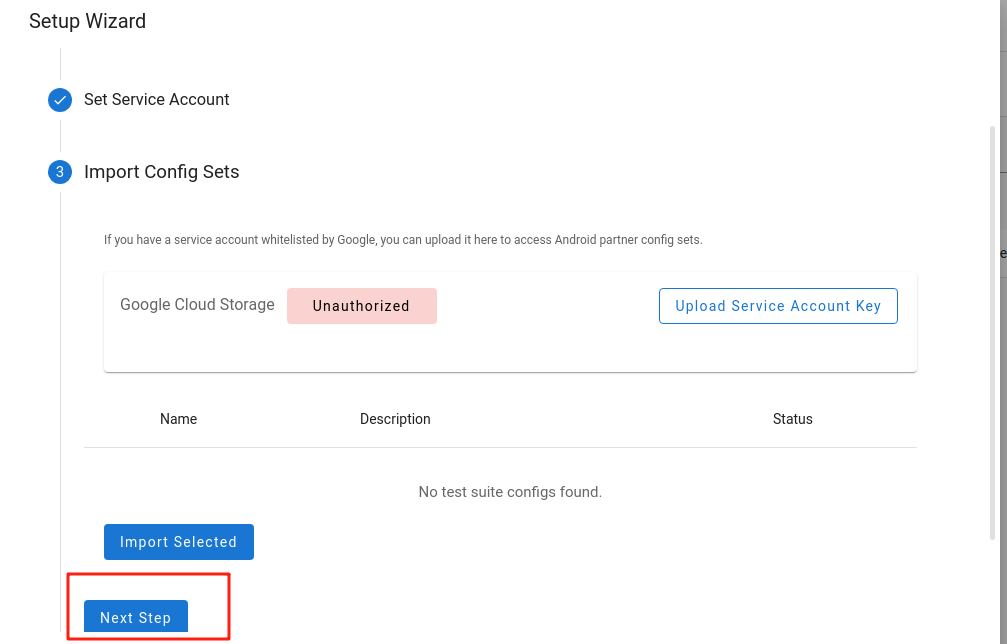 Setup Wizard
Set Service Account
3 Import Config Sets
If you have a service account whitelisted by Google, you can upload it here to access Android partner config sets.
Google Cloud Storage Unauthorized Upload Service Account Key
Name Description Status
No test suite configs found.
Import Selected
Next Step